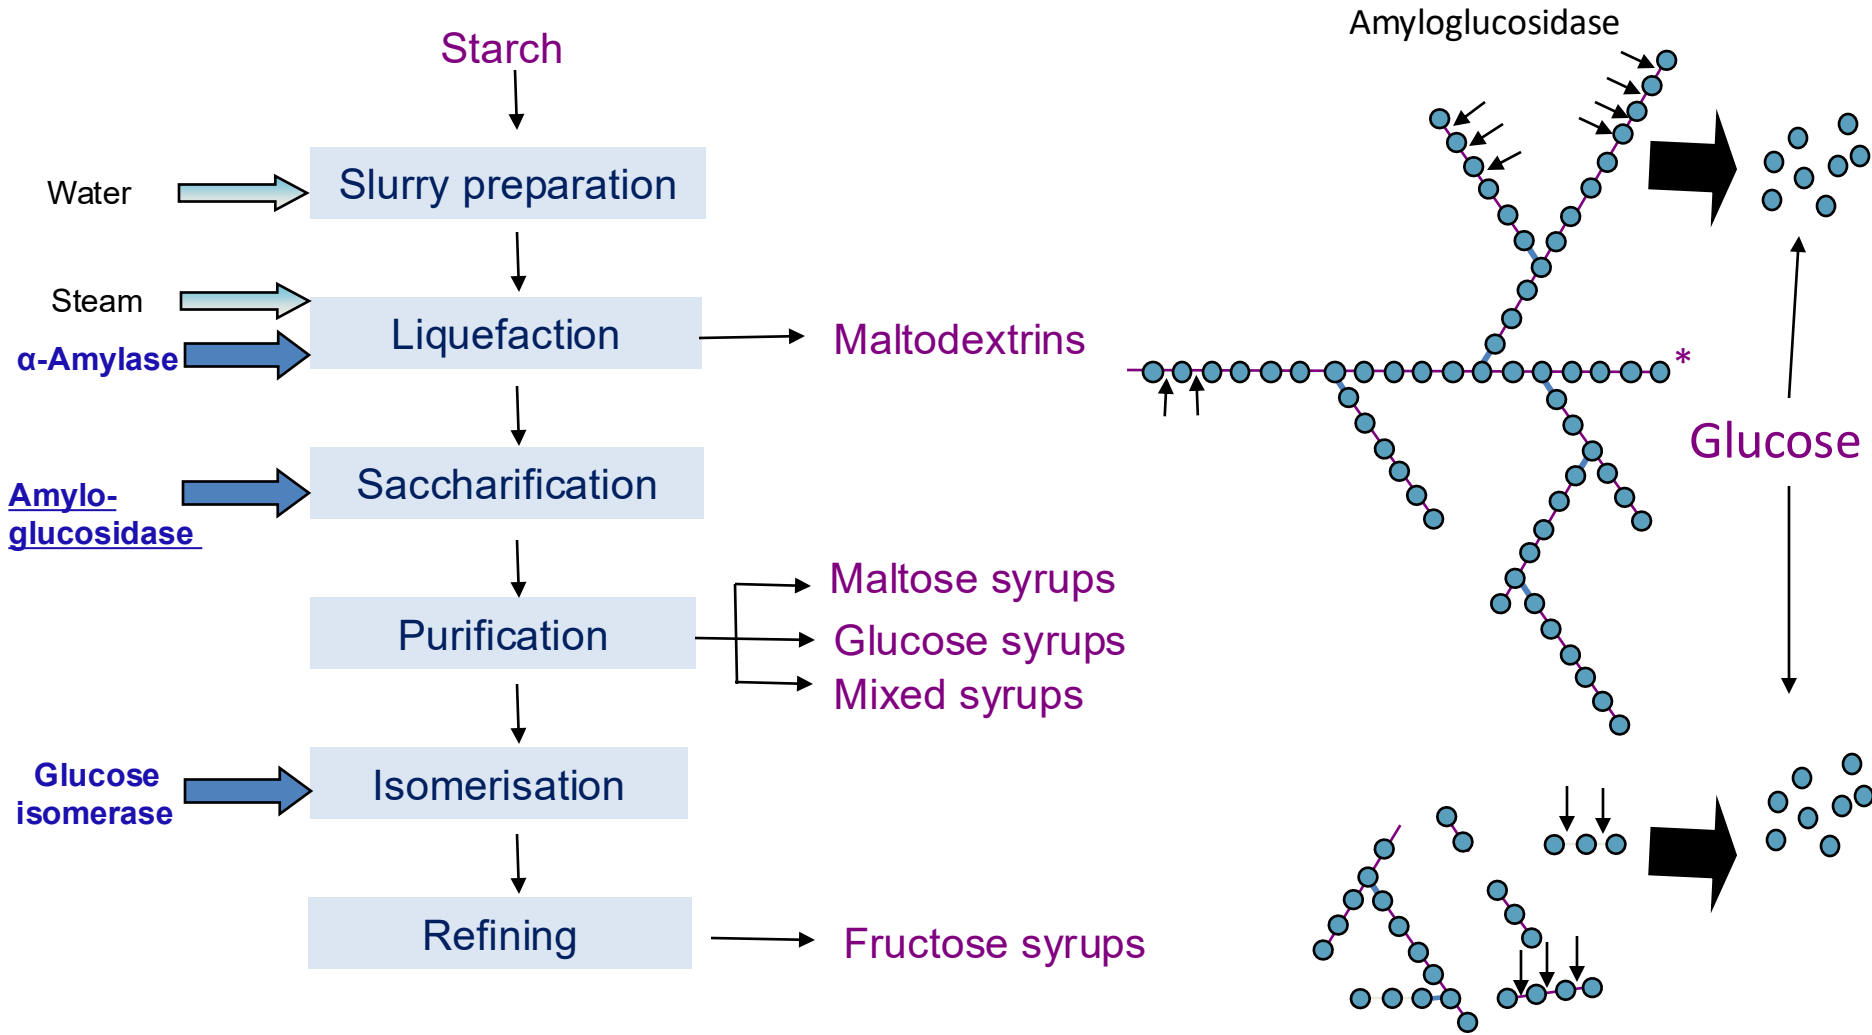 Starch
Water
Slurry preparation
Steam
α-Amylase
Liquefaction
Maltodextrins
Amylo-
glucosidase
Saccharification
Purification
Maltose syrups
Glucose syrups
Mixed syrups
Glucose
isomerase
Isomerisation
Refining
Fructose syrups
Amyloglucosidase
*
Glucose